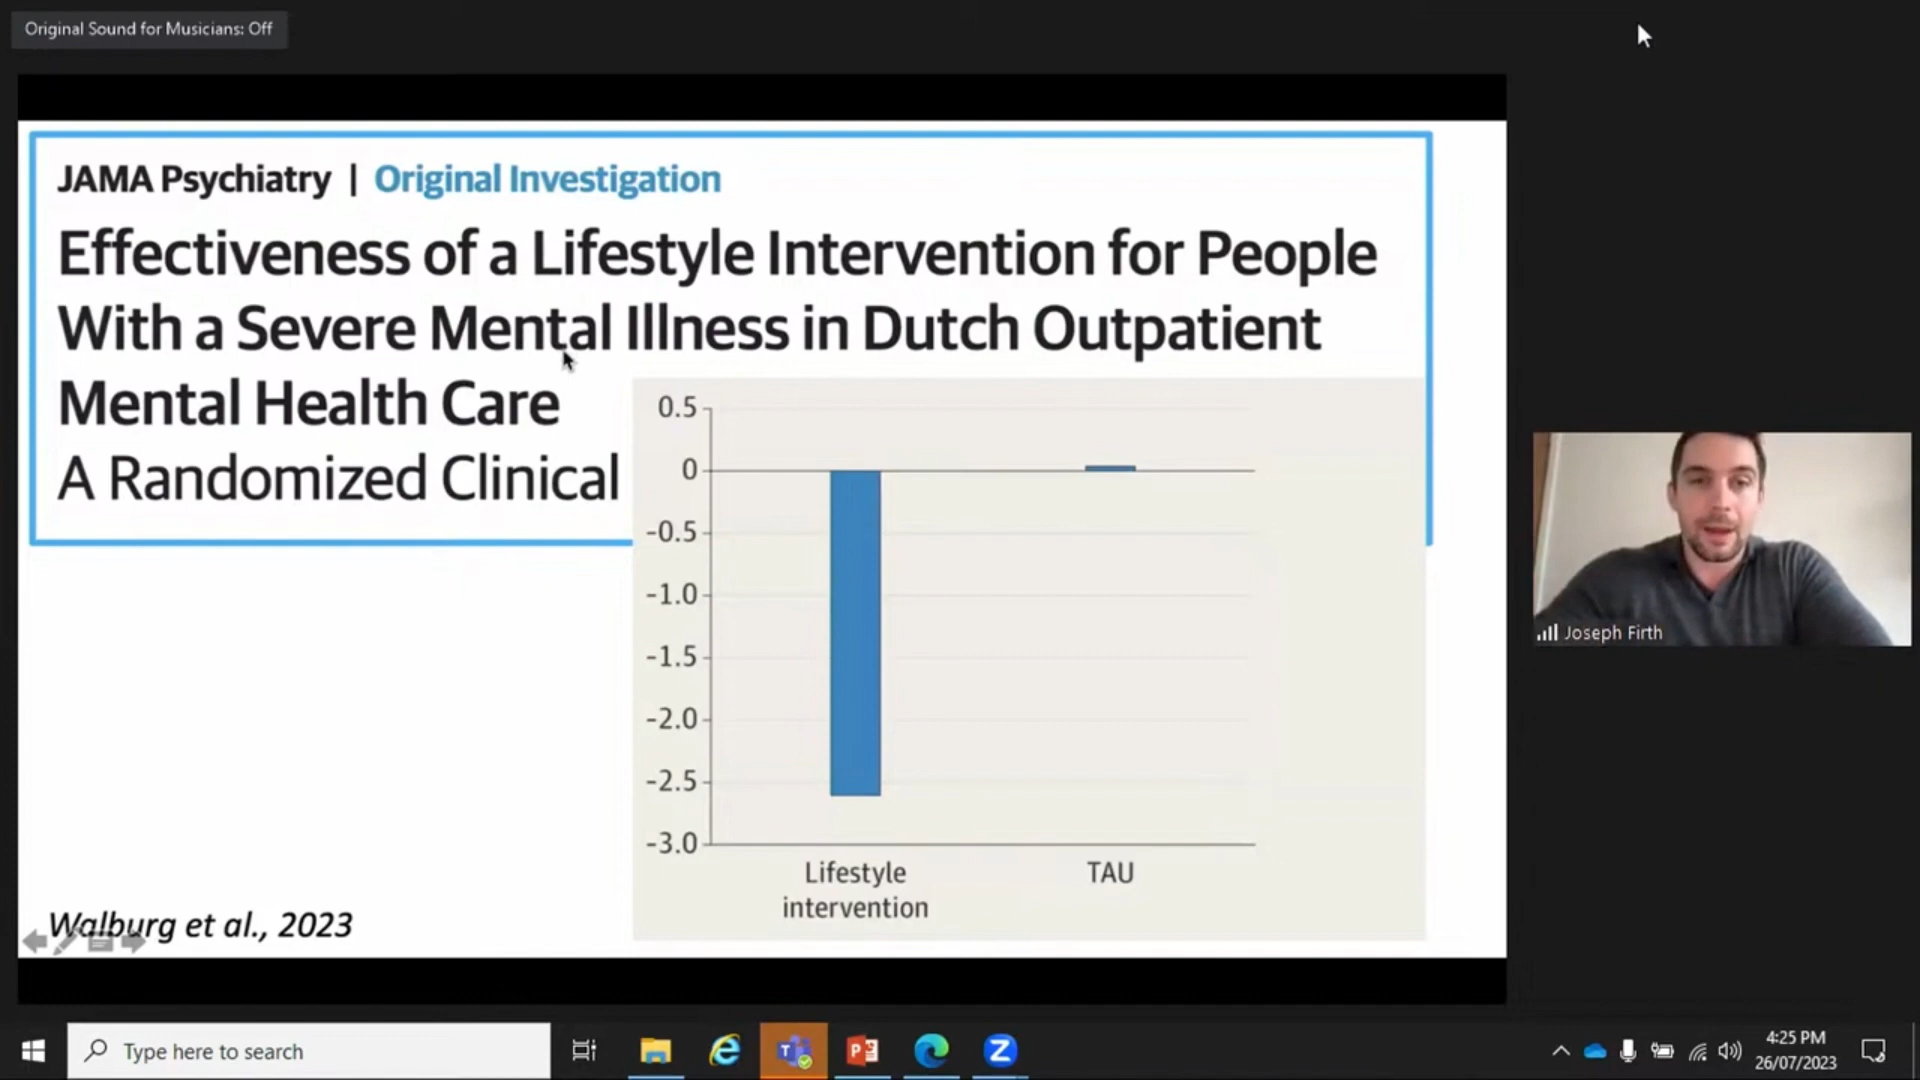 Original Sound for Musicians: Off
JAMA Psychiatry | Original Investigation
Effectiveness of a Lifestyle Intervention for People
With a Severe Mental Illness in Dutch Outpatient
Mental Health Care
A Randomized Clinical
0.5
0
-0.5
-1.0
-1.5
-2.0
-2.5
-3.0
Lifestyle
intervention
TAU
Walburg et al., 2023
Joseph Firth
Type here to search
4:25 PM
26/07/2023